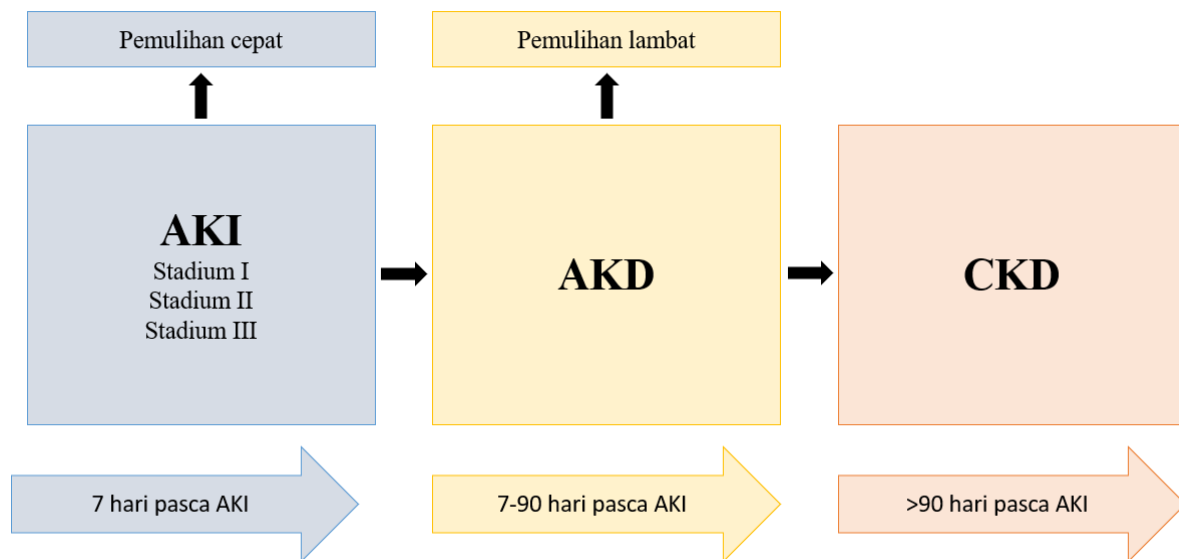 Pemulihan cepat
Pemulihan lambat
AKI
Stadium I
Stadium II
Stadium III
AKD
CKD
7 hari pasca AKI
7-90 hari pasca AKI
>90 hari pasca AKI